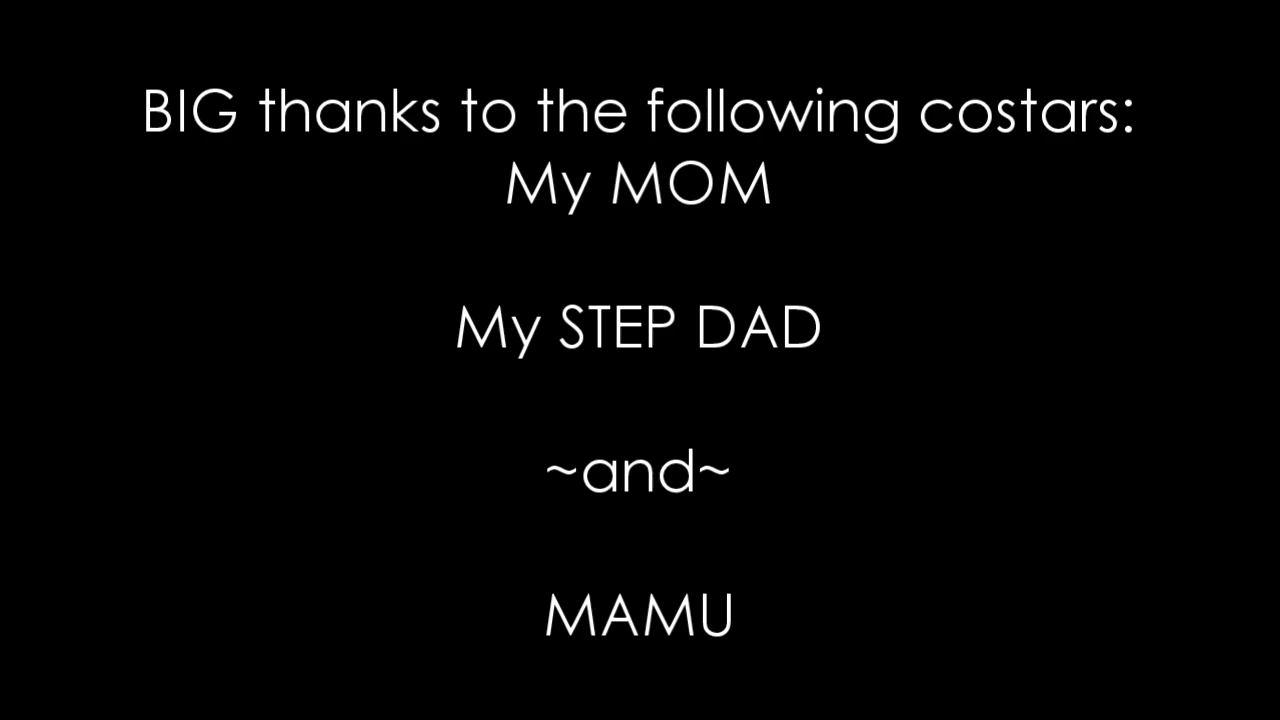 BIG thanks to the following costars:
My MOM
My STEP DAD
~and~
MAMU